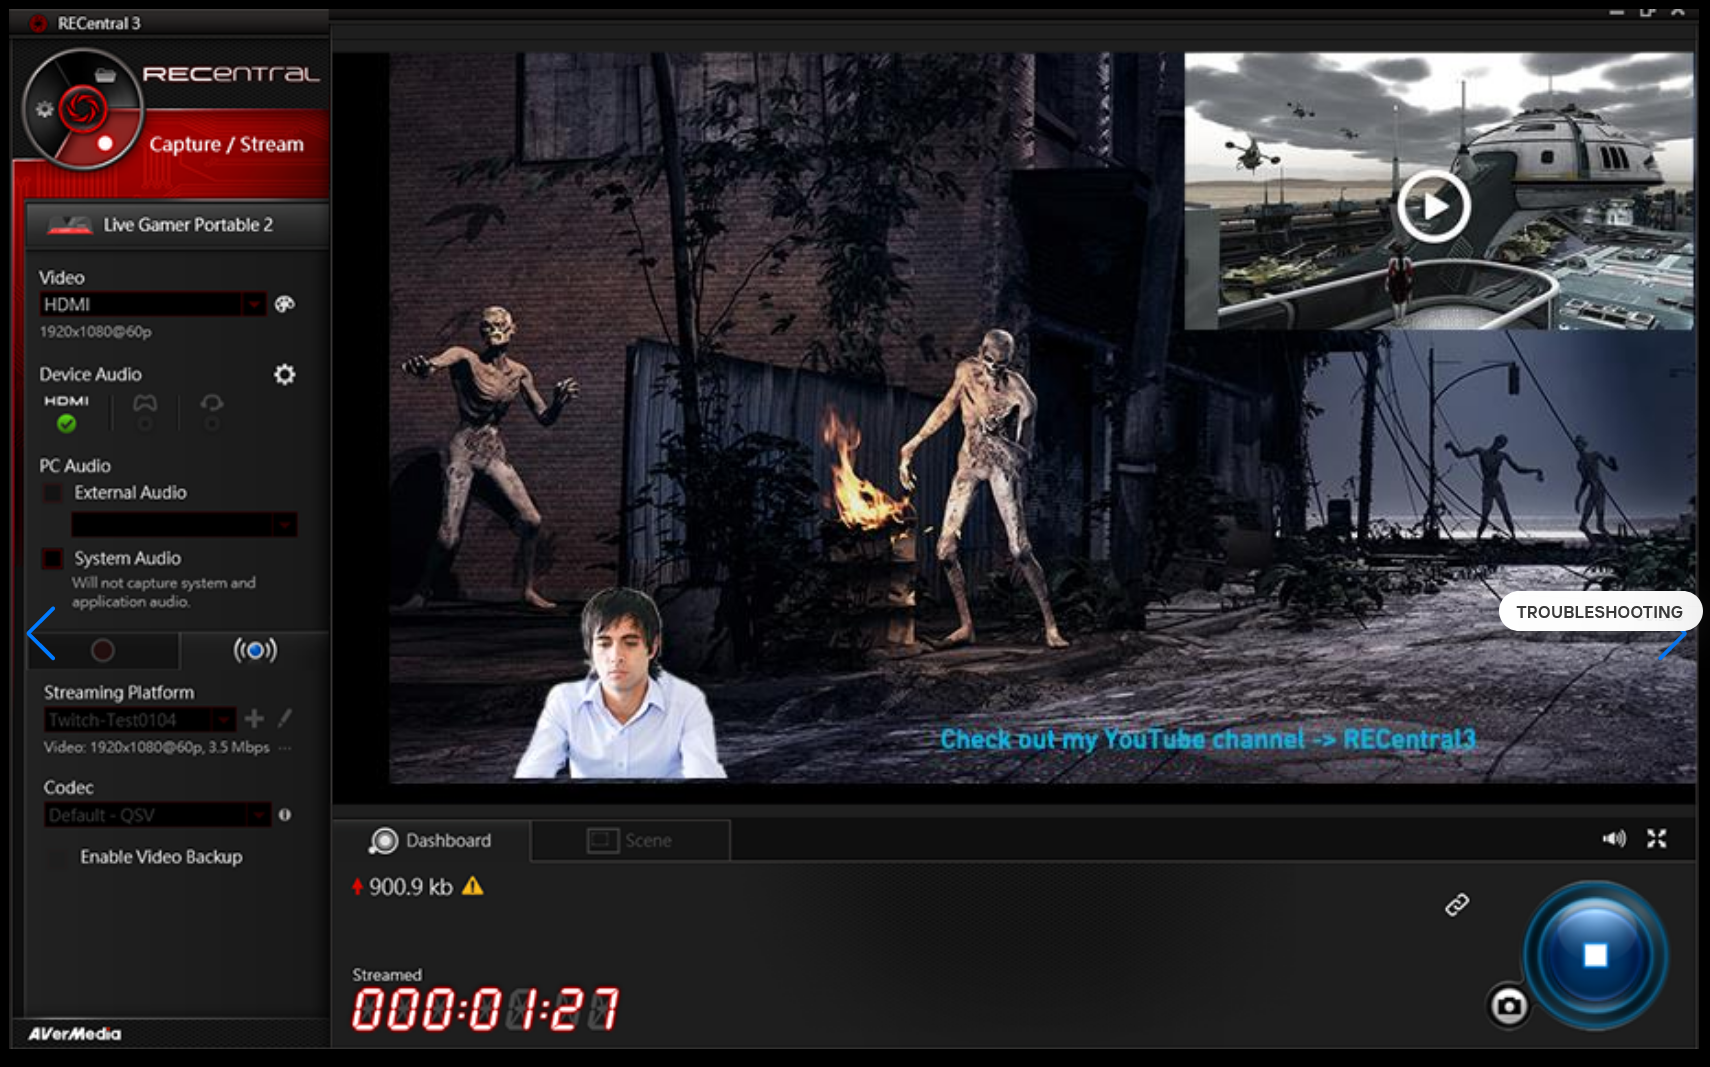 RECentral 3
RECentral
Capture / Stream
Live Gamer Portable 2
Video
HDMI
1920x1080@60p
Device Audio
HDMI
PC Audio
External Audio
System Audio
Will not capture system and
application audio.
Streaming Platform
Twitch-Test0104
Video: 1920x1080@60p, 3.5 Mbps ...
Codec
Default - QSV
Enable Video Backup
AVerMedia
TROUBLESHOOTING
Check out my YouTube channel -> RECentral3
Dashboard
Scene
900.9 kb
Streamed
000:01:27